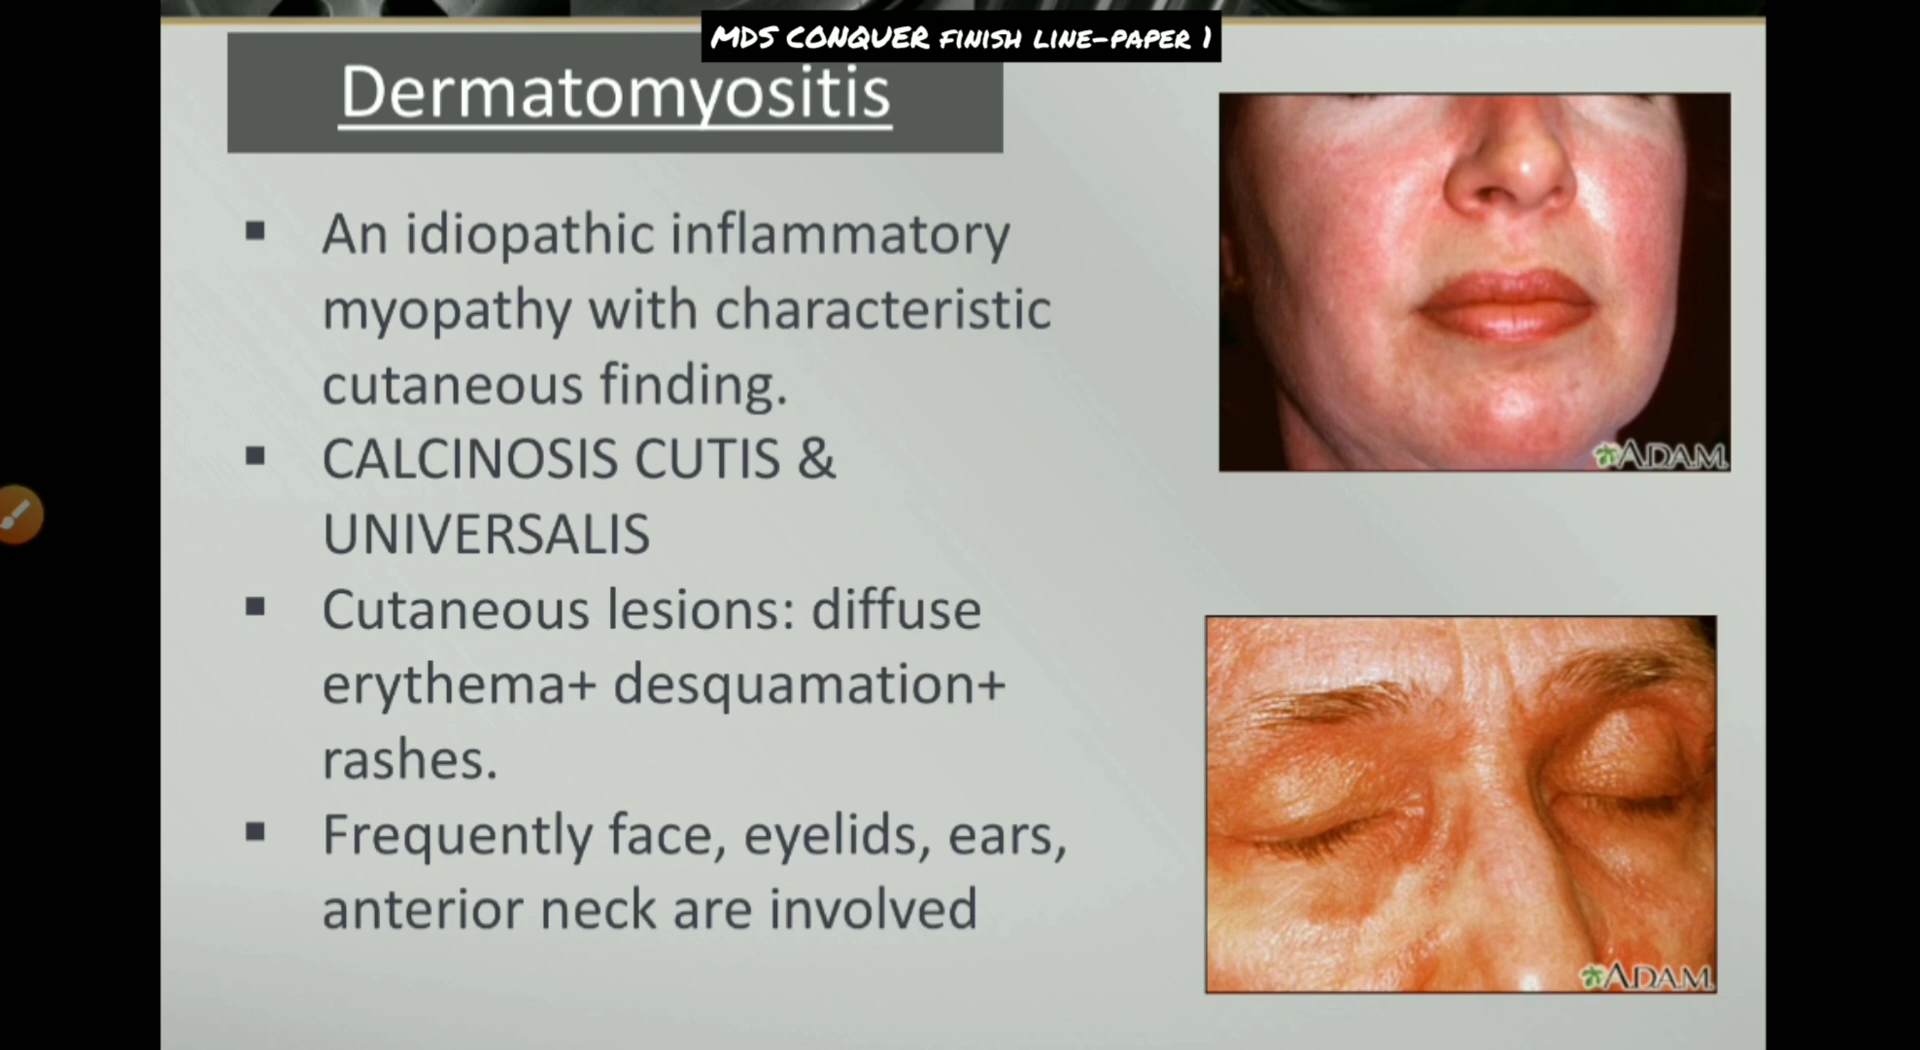 MDS CONQUER FINISH LINE-PAPER 1
Dermatomyositis
▪ An idiopathic inflammatory
myopathy with characteristic
cutaneous finding.
▪ CALCINOSIS CUTIS &
UNIVERSALIS
▪ Cutaneous lesions: diffuse
erythema+ desquamation+
rashes.
▪ Frequently face, eyelids, ears,
anterior neck are involved
ADAM.
ADAM.